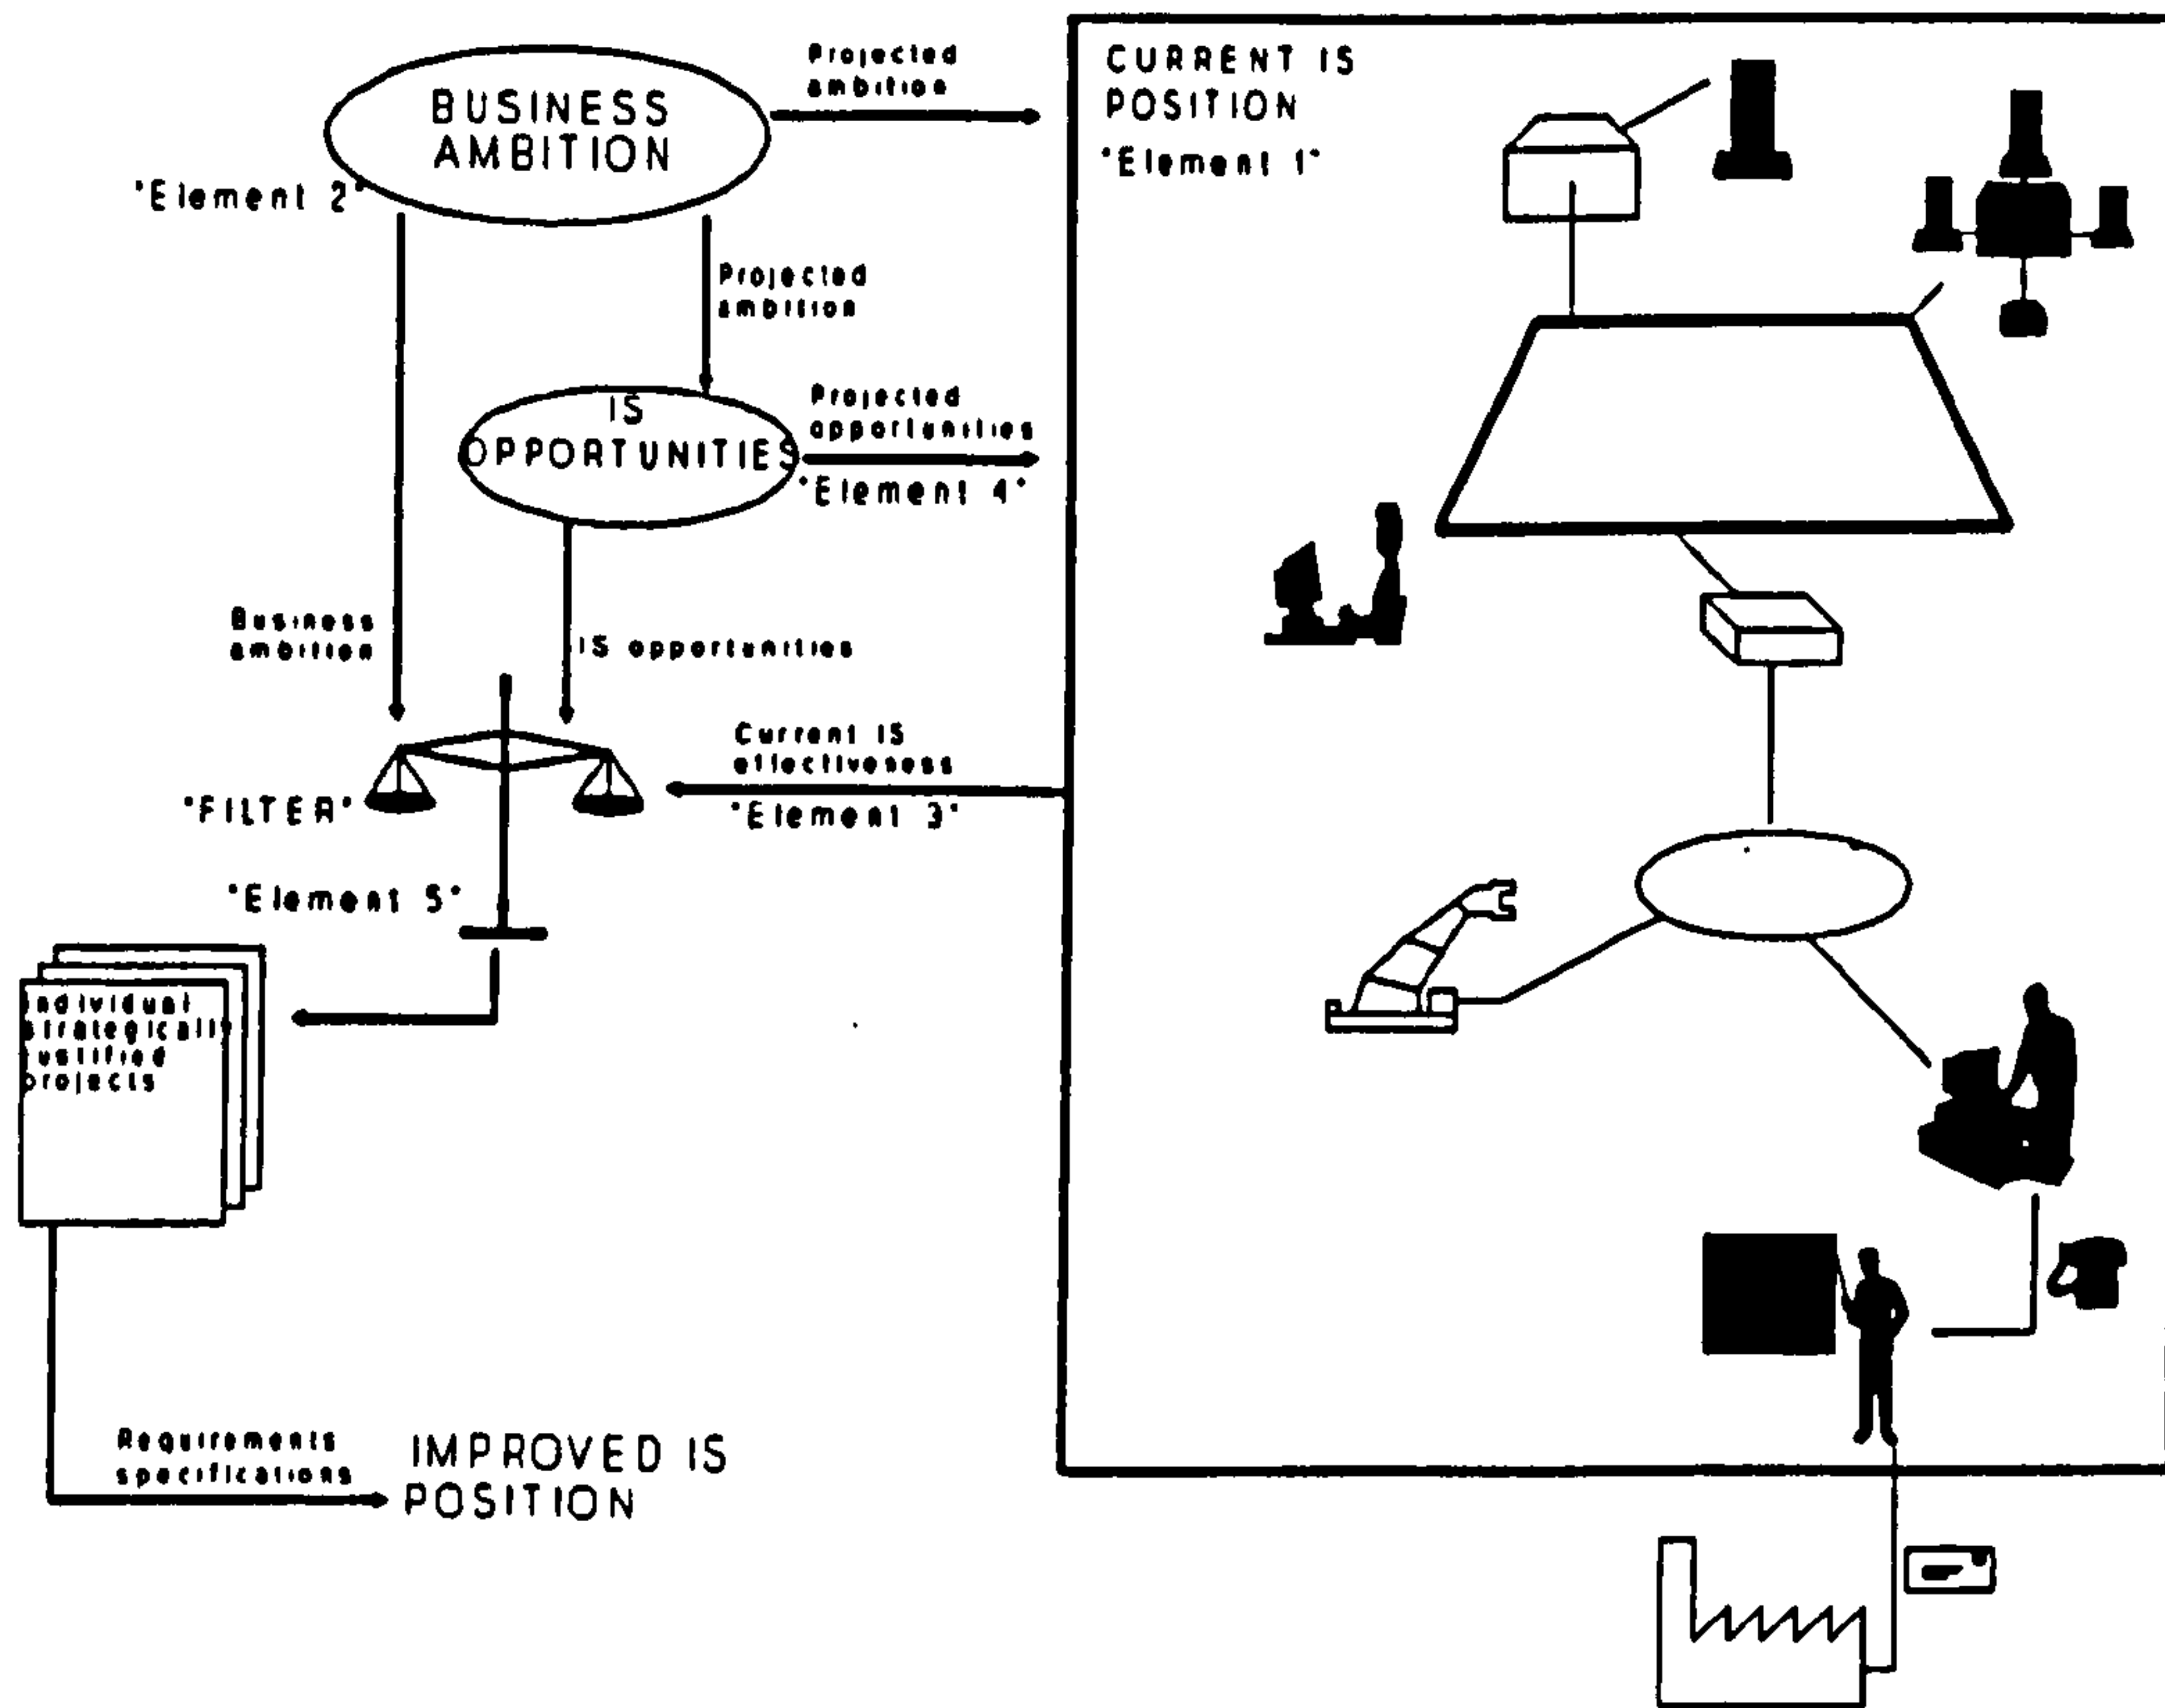 BUSINESS
AMBITION
"Element 2"
Projected
ambition
CURRENT IS
POSITION
"Element 1"
Projected
ambition
IS
OPPORTUNITIES
Projected
opportunities
"Element 4"
Business
ambition
IS opportunities
Current IS
effectiveness
"Element 3"
"FILTER"
"Element 5"
Individual
strategically
justified
projects
Requirements
specifications
IMPROVED IS
POSITION